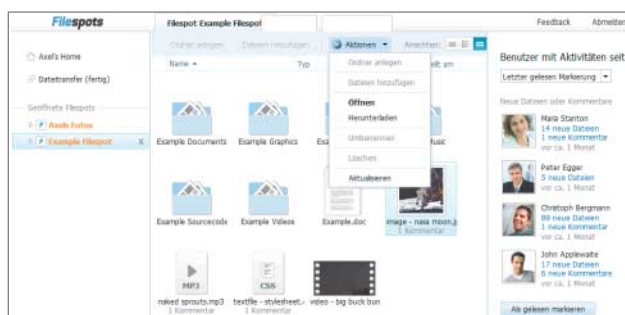 Filespots
Filespot Example Filespot
Feedback
Abmelden
Ordner anlegen
Dateien hinzufügen
Aktionen
Ansichten:
Axel's Home
Dateitransfer (fertig)
Geöffnete Filespots
Axels Fotos
Example Filespot x
Name
Typ
am
Ordner anlegen
Dateien hinzufügen
Öffnen
Herunterladen
Umbenennen
Löschen
Aktualisieren
Example Documents
Example Graphics
Example Sourcecode
Example Videos
Example.doc
image - nasa moon.j
1 Kommentar
MP3
CSS
naked sprouts.mp3
1 Kommentar
textfile - stylesheet.
1 Kommentar
video - big buck bun
Benutzer mit Aktivitäten seit
Letzter gelesen Markierung
Neue Dateien oder Kommentare
Maria Stanton
14 neue Dateien
1 neue Kommentare
vor ca. 1 Monat
Peter Egger
5 neue Dateien
vor ca. 1 Monat
Christoph Bergmann
89 neue Dateien
1 neue Kommentare
vor ca. 1 Monat
John Applewaite
17 neue Dateien
6 neue Kommentare
vor ca. 1 Monat
Als gelesen markieren